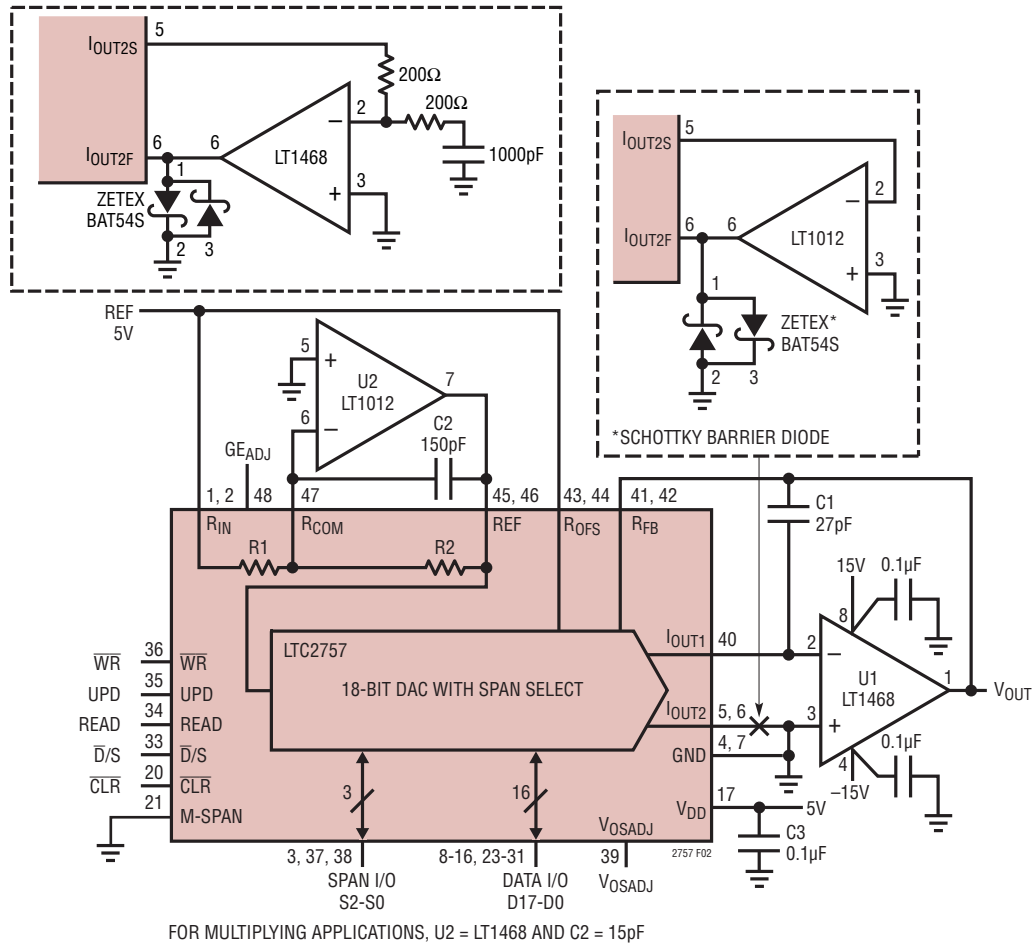 5
IOUT2S
200Ω
200Ω
2
−
LT1468
1000pF
6
6
IOUT2F
1
+
3
ZETEX
BAT54S
2
3
5
IOUT2S
2
−
LT1012
6
6
IOUT2F
+
3
1
ZETEX*
BAT54S
2
3
*SCHOTTKY BARRIER DIODE
REF
5V
5
+
U2
LT1012
7
6
−
C2
150pF
GEADJ
1, 2
48
47
45, 46
43, 44
41, 42
RIN
RCOM
REF
ROFS
RFB
C1
27pF
R1
R2
15V
0.1µF
8
LTC2757
18-BIT DAC WITH SPAN SELECT
IOUT1
40
2
−
U1
LT1468
1
VOUT
IOUT2
5, 6
3
+
GND
4, 7
4
−15V
0.1µF
WR
36
WR
UPD
35
UPD
READ
34
READ
D/S
33
D/S
CLR
20
CLR
21
M-SPAN
3
16
VDD
17
5V
C3
0.1µF
VOSADJ
2757 F02
3, 37, 38
8-16, 23-31
39
SPAN I/O
S2-S0
DATA I/O
D17-D0
VOSADJ
FOR MULTIPLYING APPLICATIONS, U2 = LT1468 AND C2 = 15pF